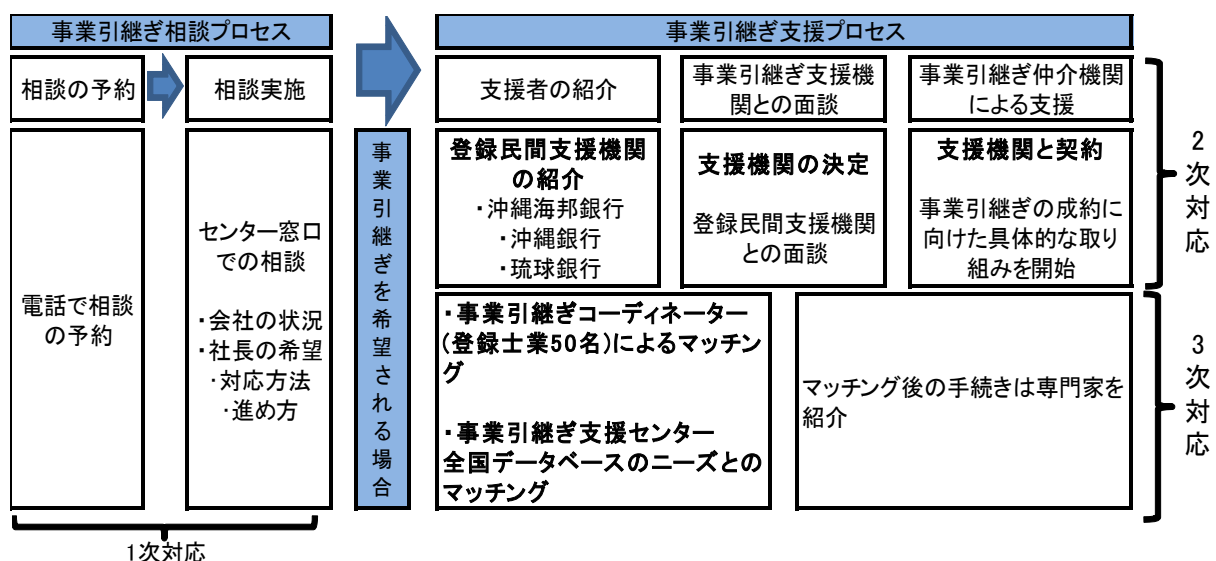 事業引継ぎ相談プロセス
相談の予約
相談実施
電話で相談
の予約
センター窓口
での相談
・会社の状況
・社長の希望
・対応方法
・進め方
1次対応
事業引継ぎを希望される場合
事業引継ぎ支援プロセス
支援者の紹介
事業引継ぎ支援機
関との面談
事業引継ぎ仲介機関
による支援
登録民間支援機関
の紹介
・沖縄海邦銀行
・沖縄銀行
・琉球銀行
支援機関の決定
登録民間支援機関
との面談
支援機関と契約
事業引継ぎの成約に
向けた具体的な取り
組みを開始
2次対応
・事業引継ぎコーディネーター
(登録士業50名)によるマッチン
グ
・事業引継ぎ支援センター
全国データベースのニーズとの
マッチング
マッチング後の手続きは専門家を
紹介
3次対応